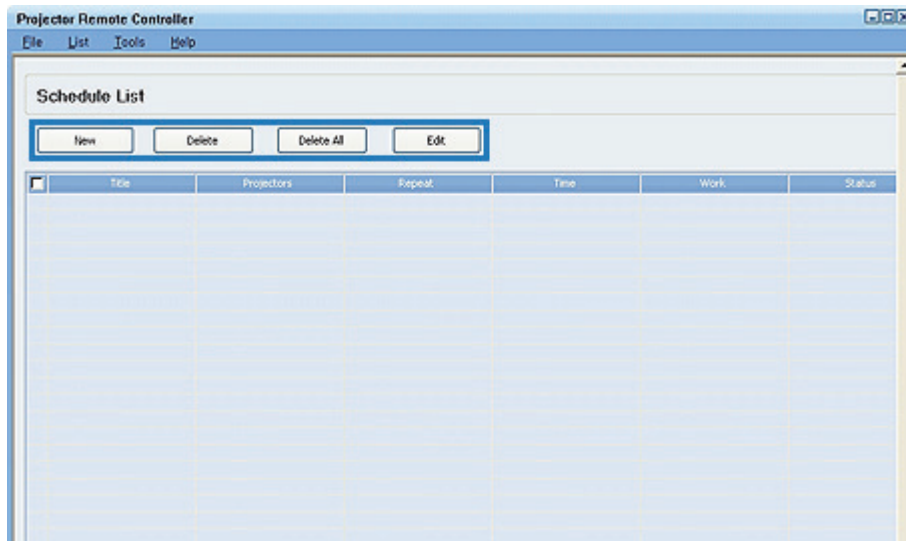 Projector Remote Controller
File List Tools Help
Schedule List
New Delete Delete All Edit
Title Projectors Repeat Time Work Status